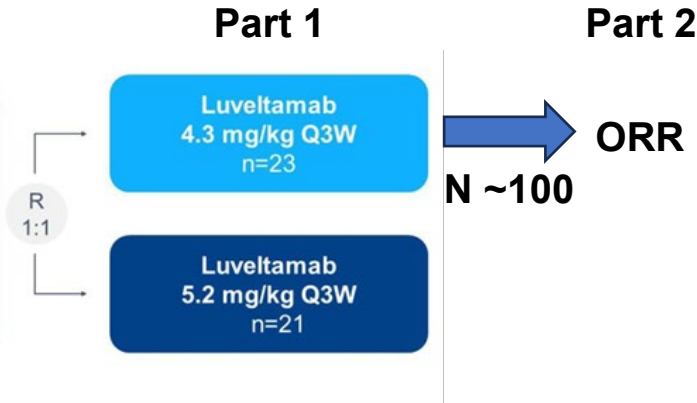 Part 1
Part 2
R
1:1
Luveltamab
4.3 mg/kg Q3W
n=23
Luveltamab
5.2 mg/kg Q3W
n=21
ORR
N ~100